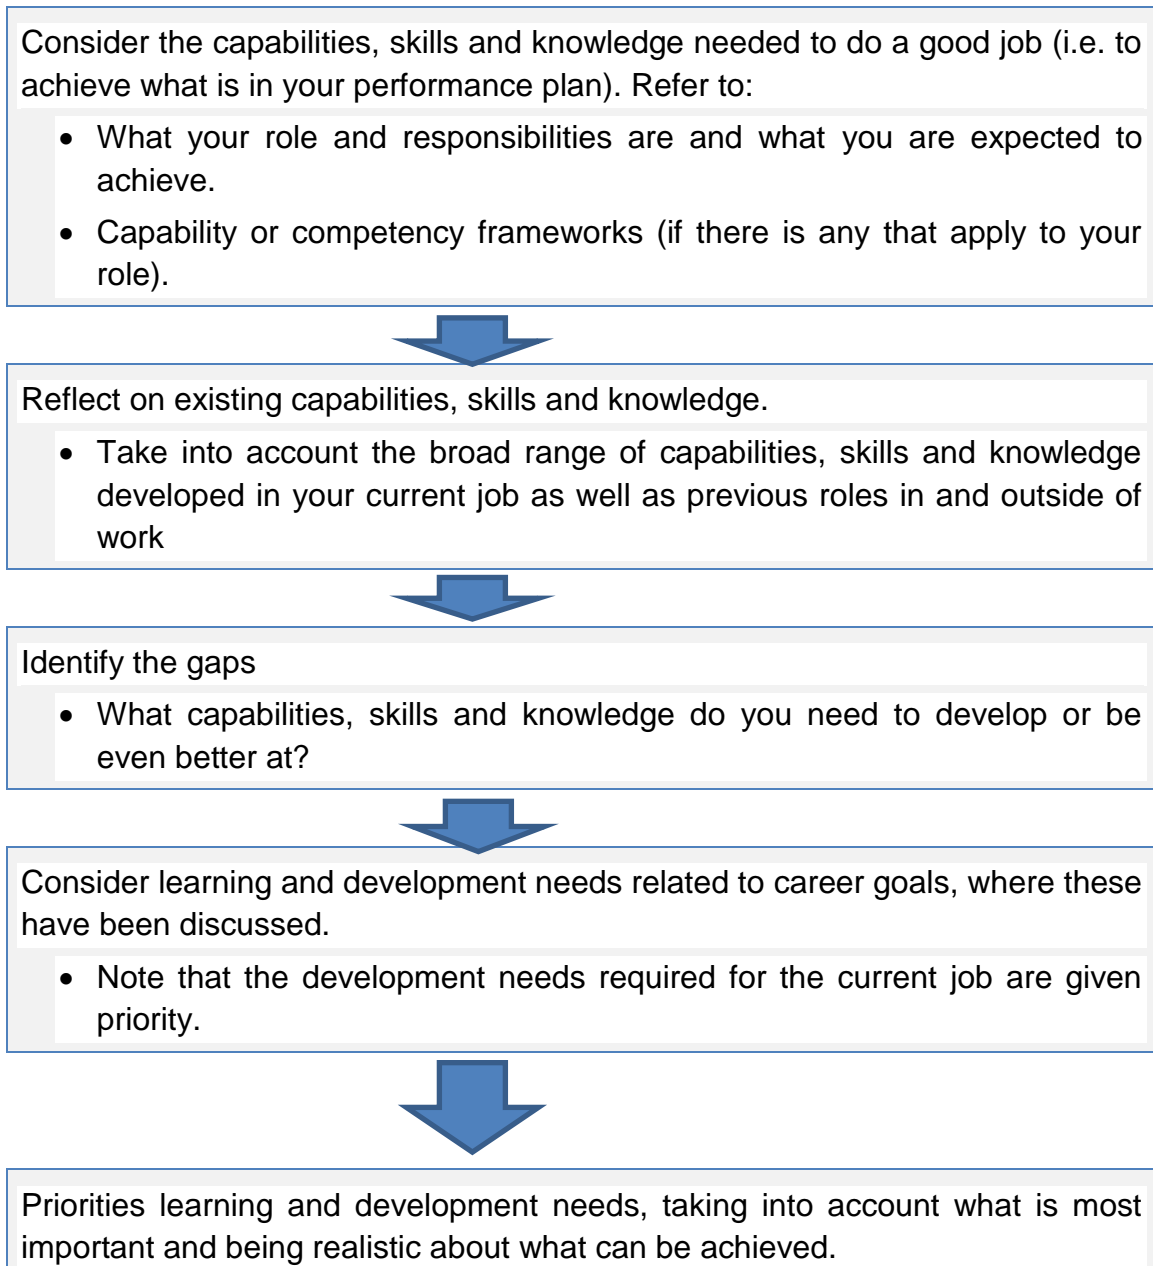 Consider the capabilities, skills and knowledge needed to do a good job (i.e. to
achieve what is in your performance plan). Refer to:
• What your role and responsibilities are and what you are expected to
achieve.
• Capability or competency frameworks (if there is any that apply to your
role).
Reflect on existing capabilities, skills and knowledge.
• Take into account the broad range of capabilities, skills and knowledge
developed in your current job as well as previous roles in and outside of
work
Identify the gaps
• What capabilities, skills and knowledge do you need to develop or be
even better at?
Consider learning and development needs related to career goals, where these
have been discussed.
• Note that the development needs required for the current job are given
priority.
Priorities learning and development needs, taking into account what is most
important and being realistic about what can be achieved.